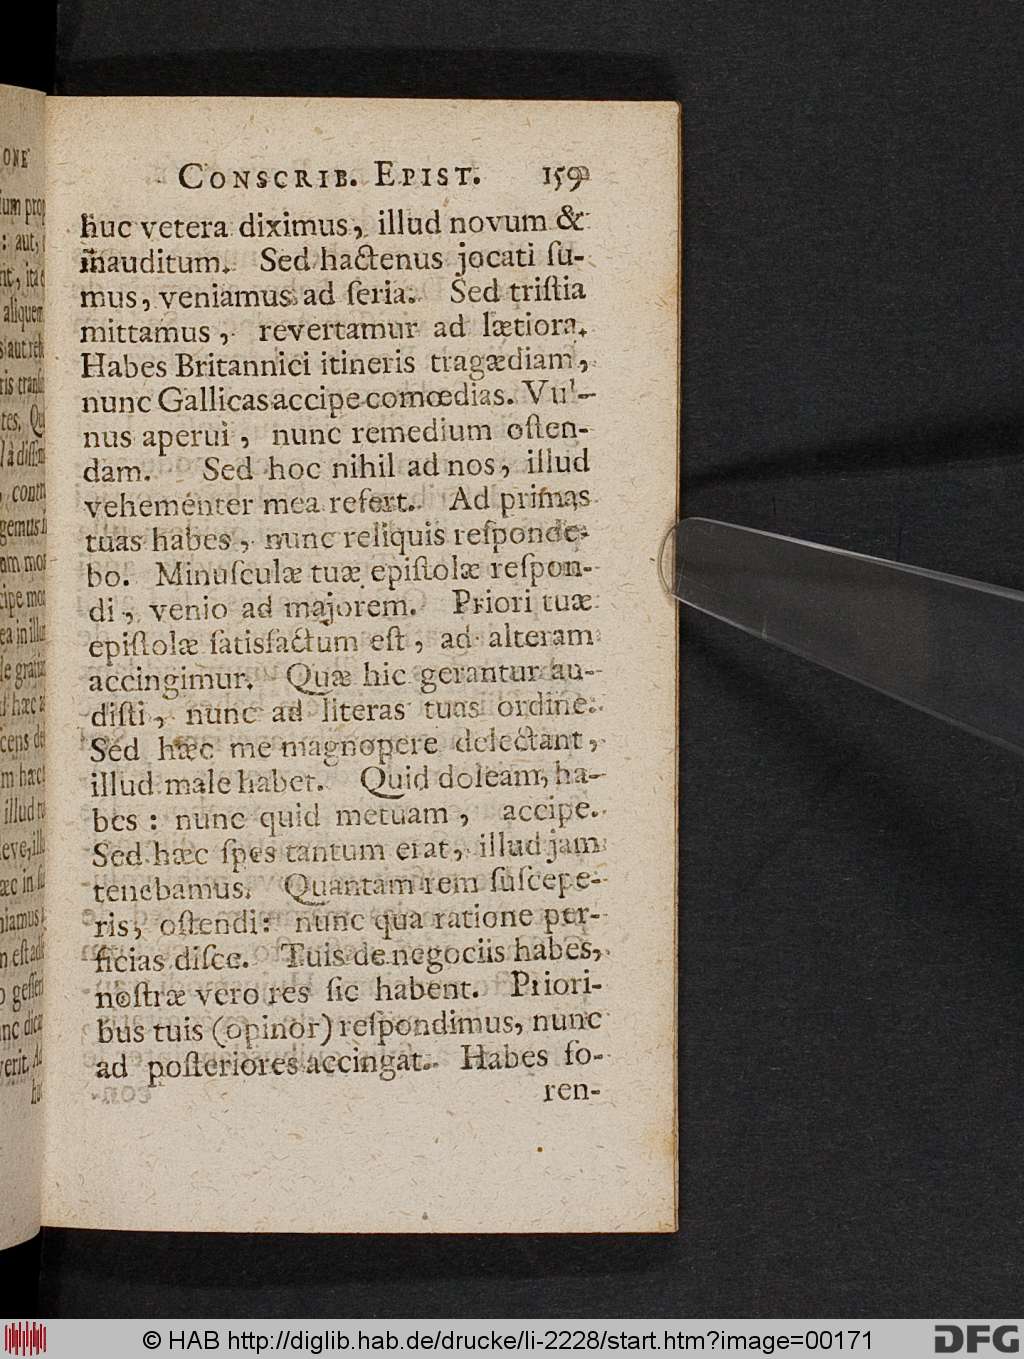 CONSCRIB. EPIST. 159
huc vetera diximus, illud novum &
inauditum. Sed hactenus jocati ſu-
mus, veniamus ad ſeria. Sed triſtia
mittamus, revertamur ad lætiora.
Habes Britannici itineris tragædiam,
nunc Gallicas accipe comœdias. Vul-
nus aperui, nunc remedium oſten-
dam. Sed hoc nihil ad nos, illud
vehementer mea refert. Ad primas
tuas habes, nunc reliquis reſponde-
bo. Minuſculæ tuæ epiſtolæ reſpon-
di, venio ad majorem. Priori tuæ
epiſtolæ ſatisfactum eſt, ad alteram
accingimur. Quæ hic gerantur au-
diſti, nunc ad literas tuas ordine.
Sed hæc me magnopere delectant,
illud male habet. Quid doleam, ha-
bes: nunc quid metuam, accipe.
Sed hæc ſpes tantum erat, illud jam
tenebamus. Quantam rem ſuſcepe-
ris, oſtendi: nunc qua ratione per-
ficias diſce. Tuis de negociis habes,
noſtræ vero res ſic habent. Priori-
bus tuis (opinor) reſpondimus, nunc
ad poſteriores accingat. Habes fo-
ren-
© HAB http://diglib.hab.de/drucke/li-2228/start.htm?image=00171
DFG